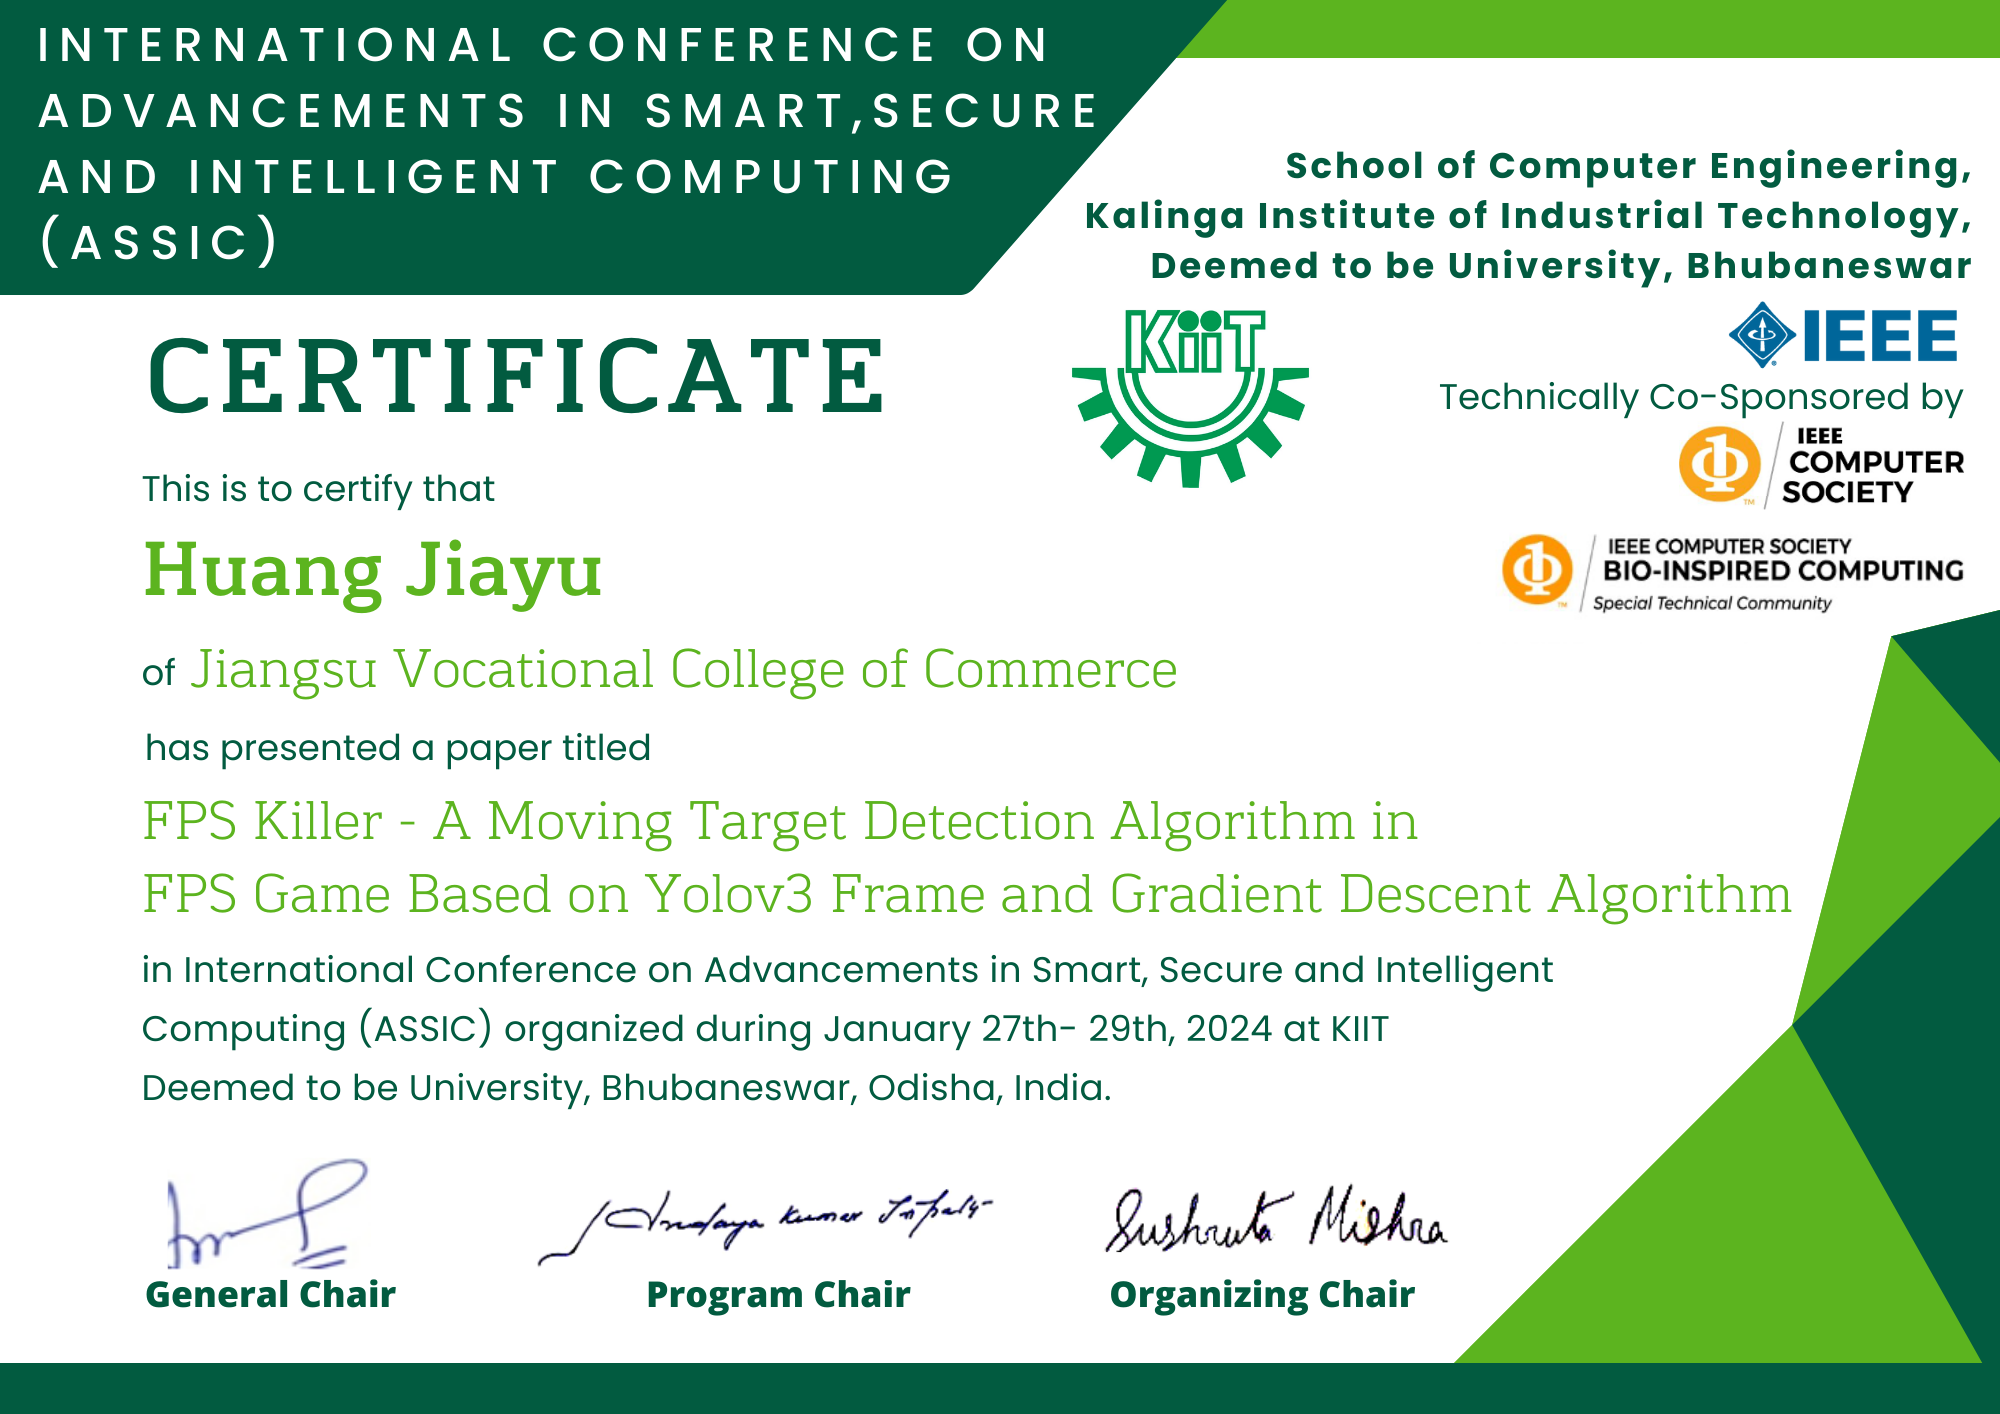 INTERNATIONAL CONFERENCE ON
ADVANCEMENTS IN SMART,SECURE
AND INTELLIGENT COMPUTING
(ASSIC)
School of Computer Engineering,
Kalinga Institute of Industrial Technology,
Deemed to be University, Bhubaneswar
CERTIFICATE
KiiT
IEEE
Technically Co-Sponsored by
IEEE
COMPUTER
SOCIETY
TM
IEEE COMPUTER SOCIETY
BIO-INSPIRED COMPUTING
Special Technical Community
TM
This is to certify that
Huang Jiayu
of Jiangsu Vocational College of Commerce
has presented a paper titled
FPS Killer - A Moving Target Detection Algorithm in
FPS Game Based on Yolov3 Frame and Gradient Descent Algorithm
in International Conference on Advancements in Smart, Secure and Intelligent
Computing (ASSIC) organized during January 27th- 29th, 2024 at KIIT
Deemed to be University, Bhubaneswar, Odisha, India.
Kumar
Sushruta Mishra
General Chair
Program Chair
Organizing Chair